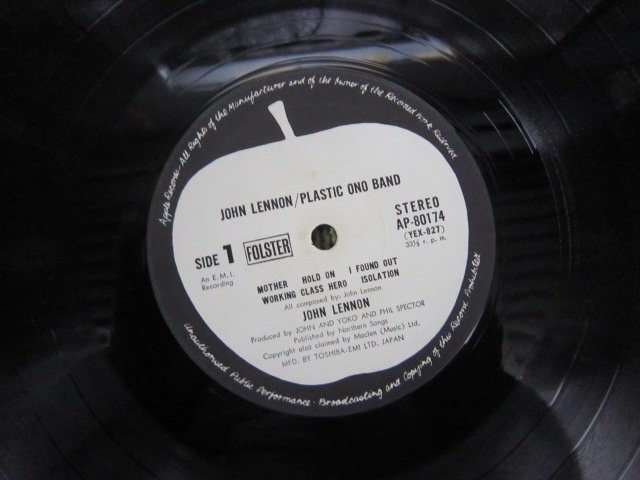 Apple Records · All Rights of the Manufacturer and of the Owner of the Recorded Work Reserved
JOHN LENNON/PLASTIC ONO BAND
STEREO
AP-80174
(YEX-827)
33⅓ r. p. m.
SIDE 1
FOLSTER
An E.M.I.
Recording
MOTHER HOLD ON I FOUND OUT
WORKING CLASS HERO ISOLATION
All composed by: John Lennon
JOHN LENNON
Produced by JOHN AND YOKO AND PHIL SPECTOR
Published by Northern Songs
Copyright also claimed by Maclen (Music) Ltd.
MFD. BY TOSHIBA-EMI LTD. JAPAN
Unauthorised Public Performance · Broadcasting and Copying of the Record Prohibited